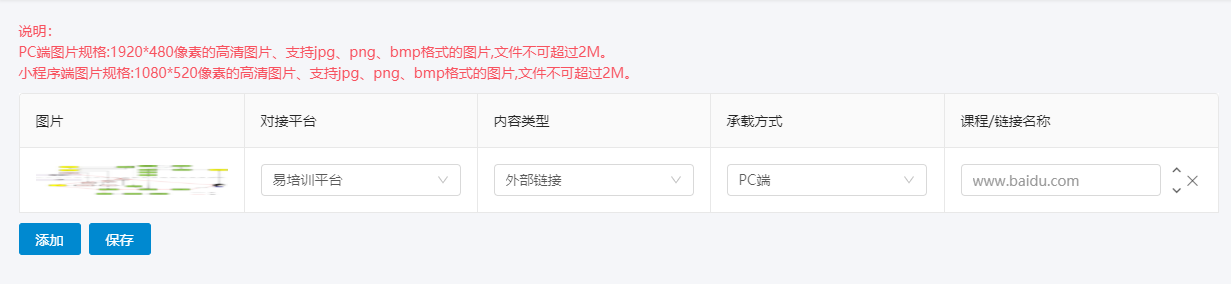 说明:
PC端图片规格:1920*480像素的高清图片、支持jpg、png、bmp格式的图片,文件不可超过2M。
小程序端图片规格:1080*520像素的高清图片、支持jpg、png、bmp格式的图片,文件不可超过2M。
图片 对接平台 内容类型 承载方式 课程/链接名称
易培训平台 外部链接 PC端 www.baidu.com
添加 保存